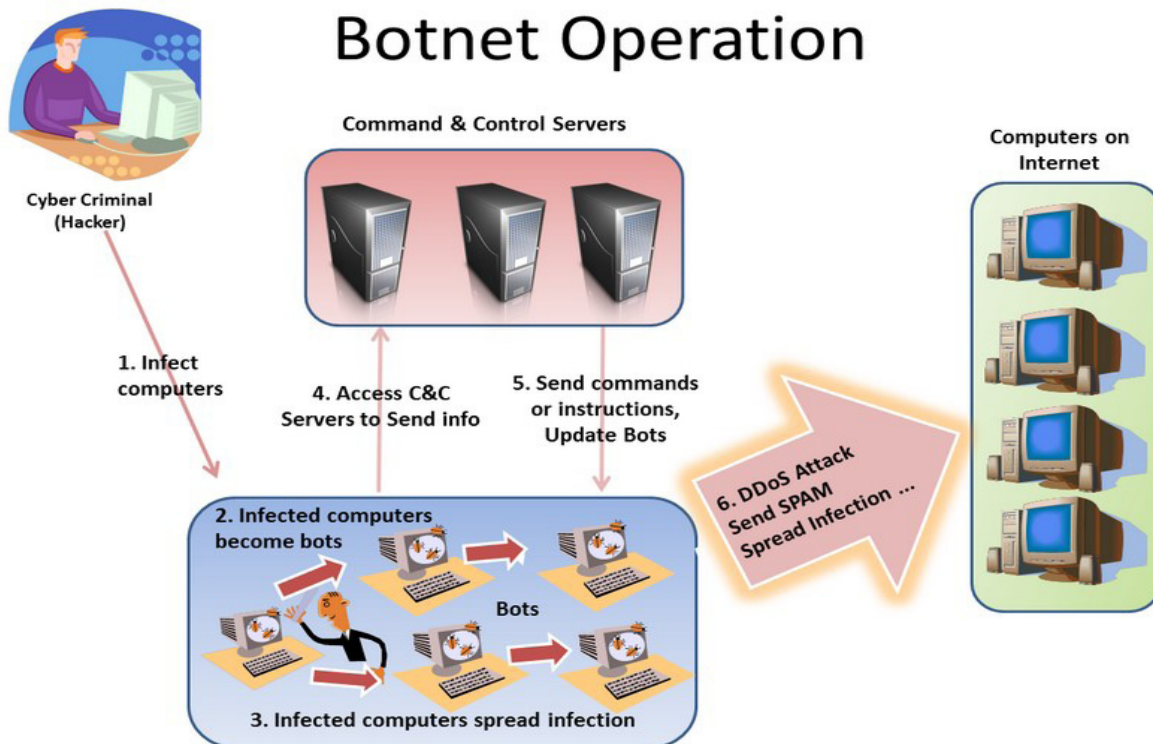 Botnet Operation
Cyber Criminal
(Hacker)
Command & Control Servers
Computers on
Internet
1. Infect
computers
4. Access C&C
Servers to Send info
5. Send commands
or instructions,
Update Bots
6. DDoS Attack
Send SPAM
Spread Infection ...
2. Infected computers
become bots
Bots
3. Infected computers spread infection